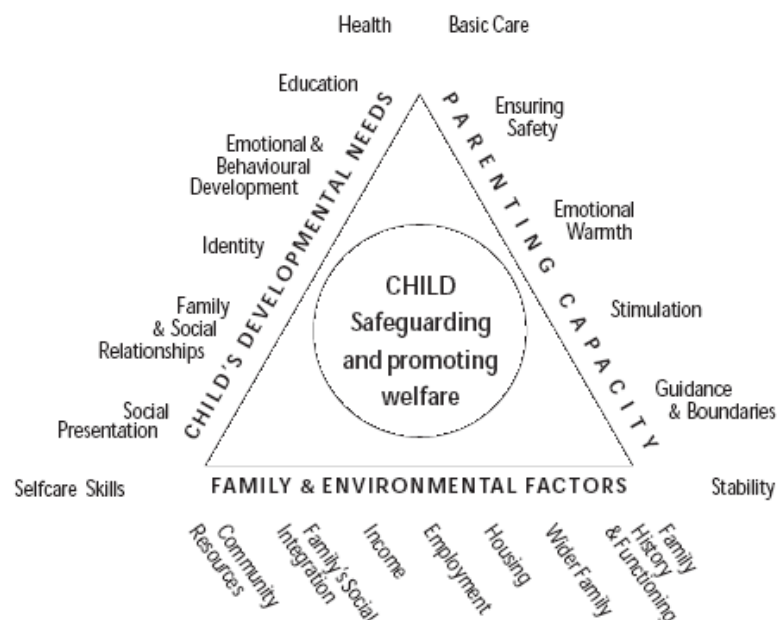 Health
Basic Care
Education
Ensuring
Safety
Emotional &
Behavioural
Development
Emotional
Warmth
Identity
Stimulation
Family
& Social
Relationships
Guidance
& Boundaries
Social
Presentation
Selfcare Skills
Stability
CHILD'S DEVELOPMENTAL NEEDS
PARENTING CAPACITY
CHILD
Safeguarding
and promoting
welfare
FAMILY & ENVIRONMENTAL FACTORS
Community
Resources
Family's Social
Integration
Income
Employment
Housing
Wider Family
Family
History
& Functioning